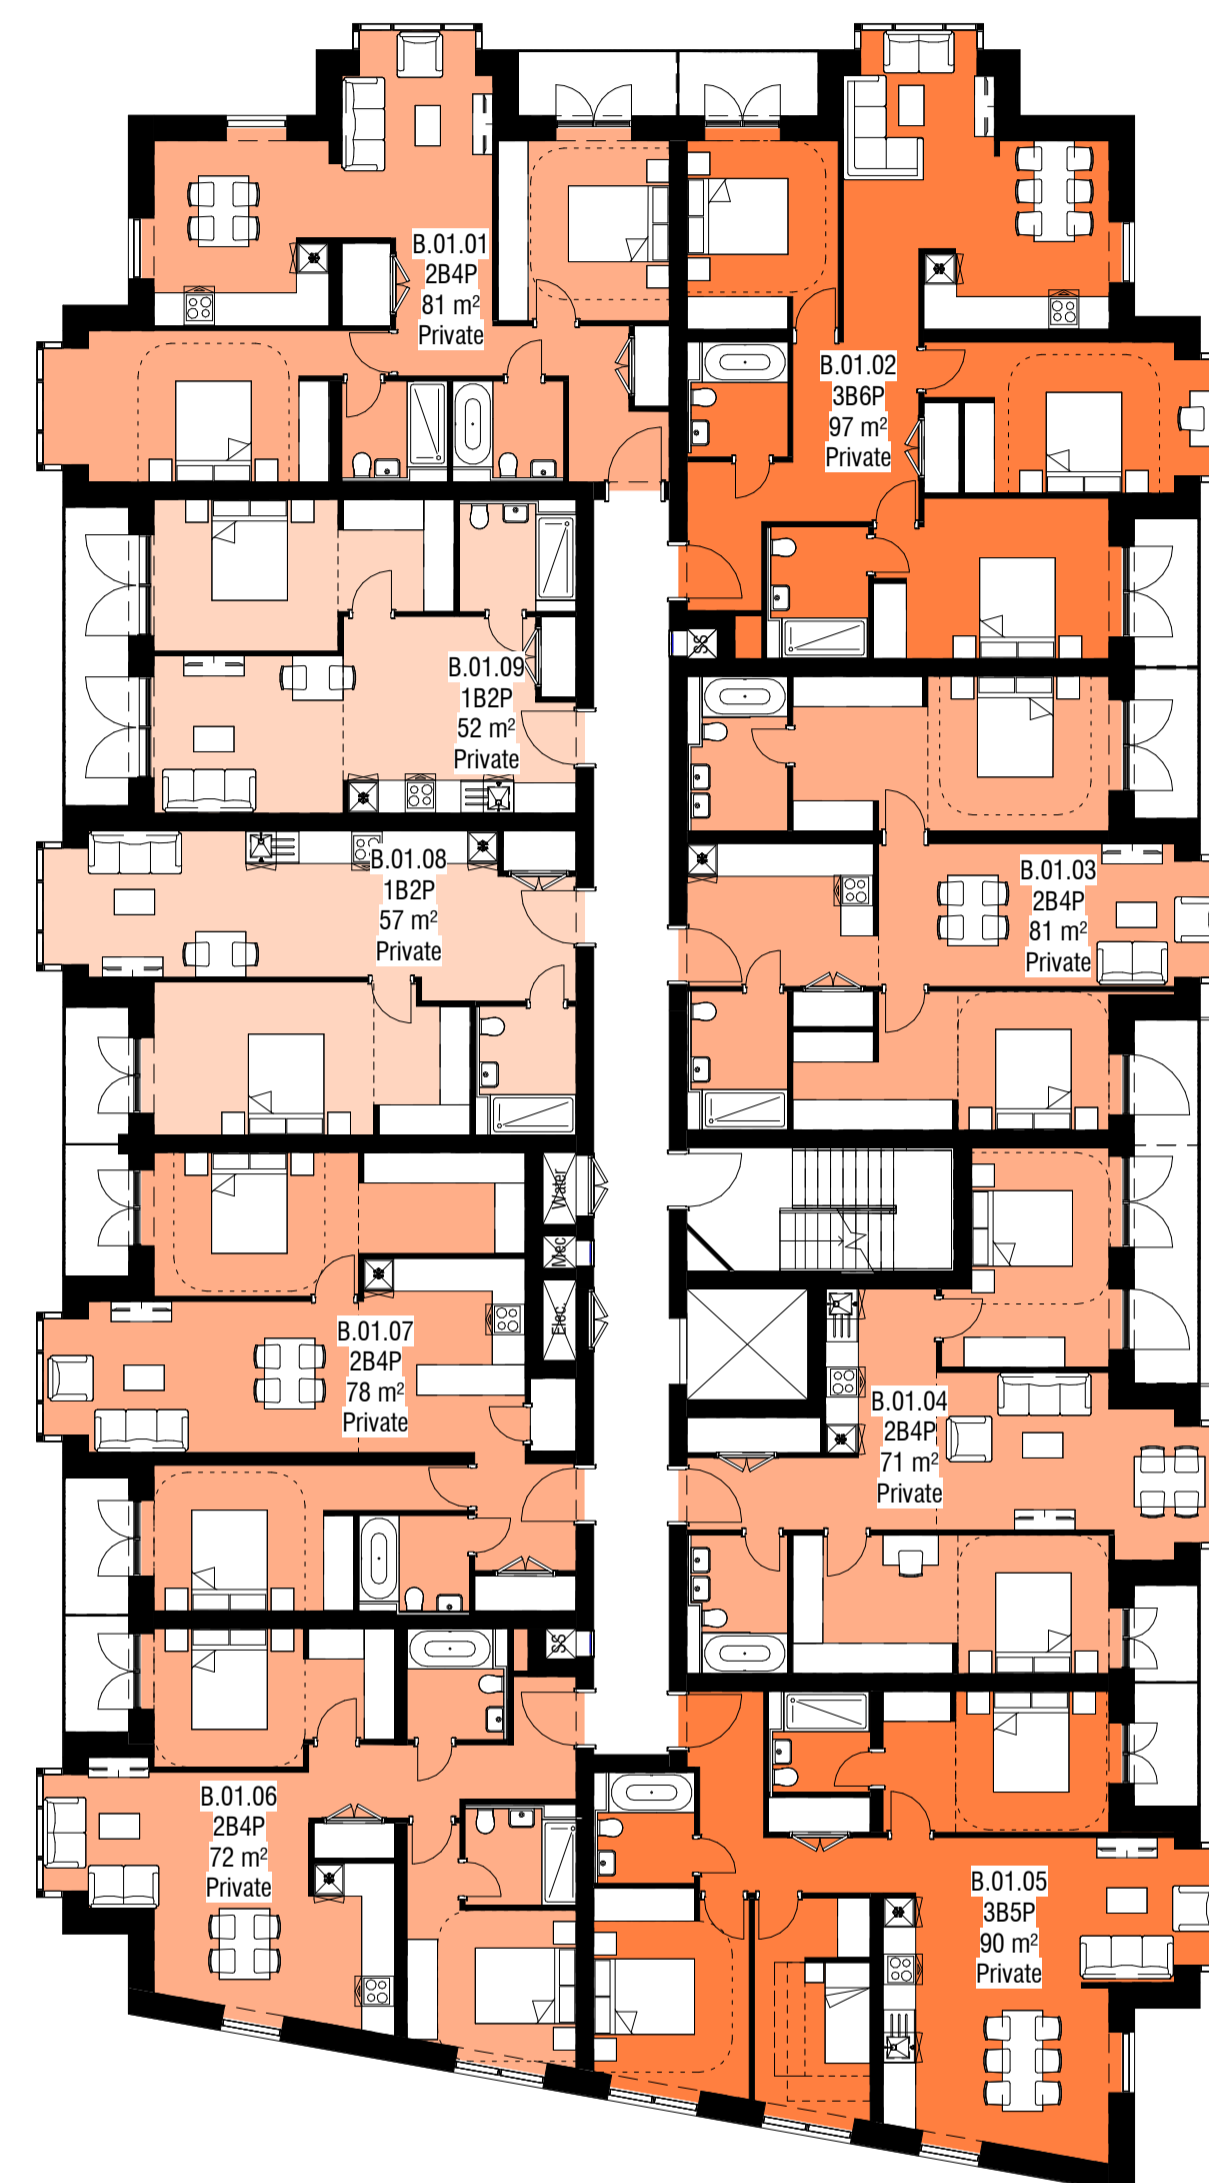 B.01.01
2B4P
81 m²
Private
B.01.02
3B6P
97 m²
Private
SS
B.01.09
1B2P
52 m²
Private
B.01.08
1B2P
57 m²
Private
B.01.03
2B4P
81 m²
Private
Water
Mec
Elec.
B.01.07
2B4P
78 m²
Private
B.01.04
2B4P
71 m²
Private
SS
B.01.06
2B4P
72 m²
Private
B.01.05
3B5P
90 m²
Private